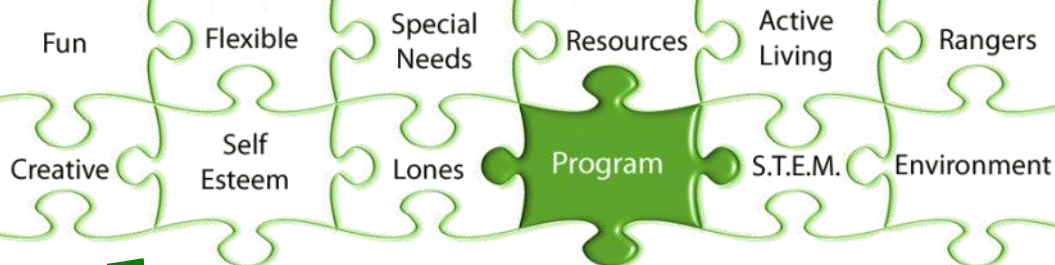 Fun
Flexible
Special
Needs
Resources
Active
Living
Rangers
Creative
Self
Esteem
Lones
Program
S.T.E.M.
Environment